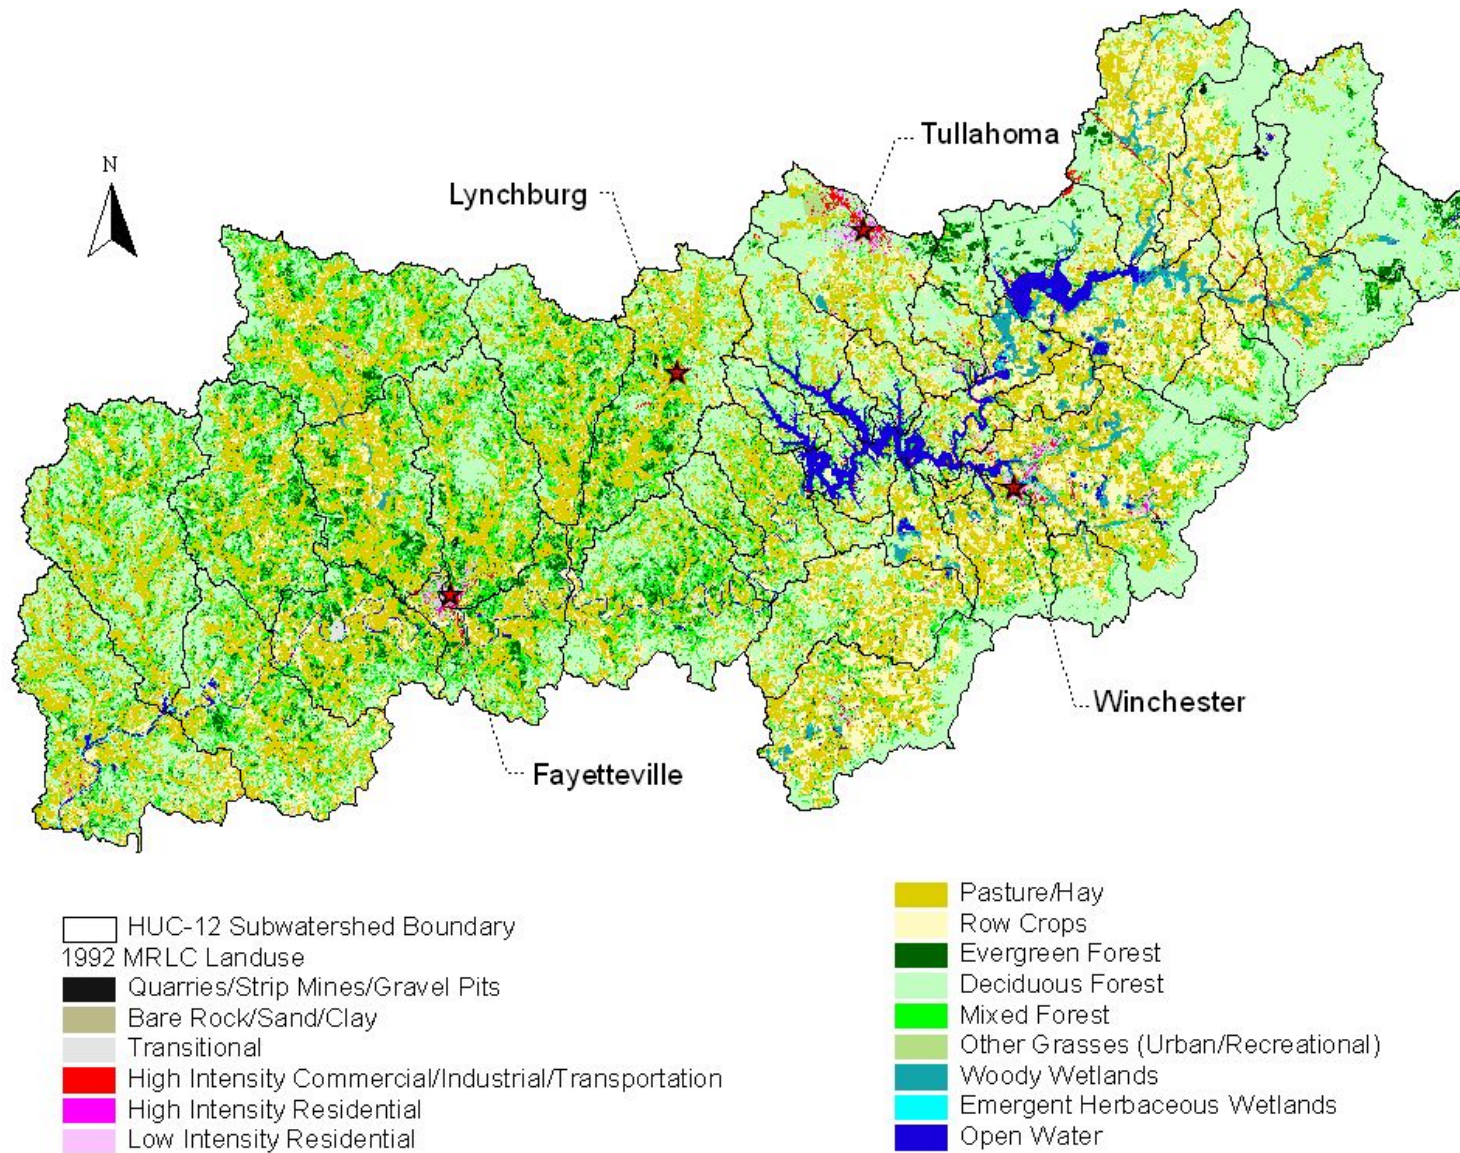 Tullahoma
N
Lynchburg
Winchester
Fayetteville
HUC-12 Subwatershed Boundary
1992 MRLC Landuse
Quarries/Strip Mines/Gravel Pits
Bare Rock/Sand/Clay
Transitional
High Intensity Commercial/Industrial/Transportation
High Intensity Residential
Low Intensity Residential
Pasture/Hay
Row Crops
Evergreen Forest
Deciduous Forest
Mixed Forest
Other Grasses (Urban/Recreational)
Woody Wetlands
Emergent Herbaceous Wetlands
Open Water